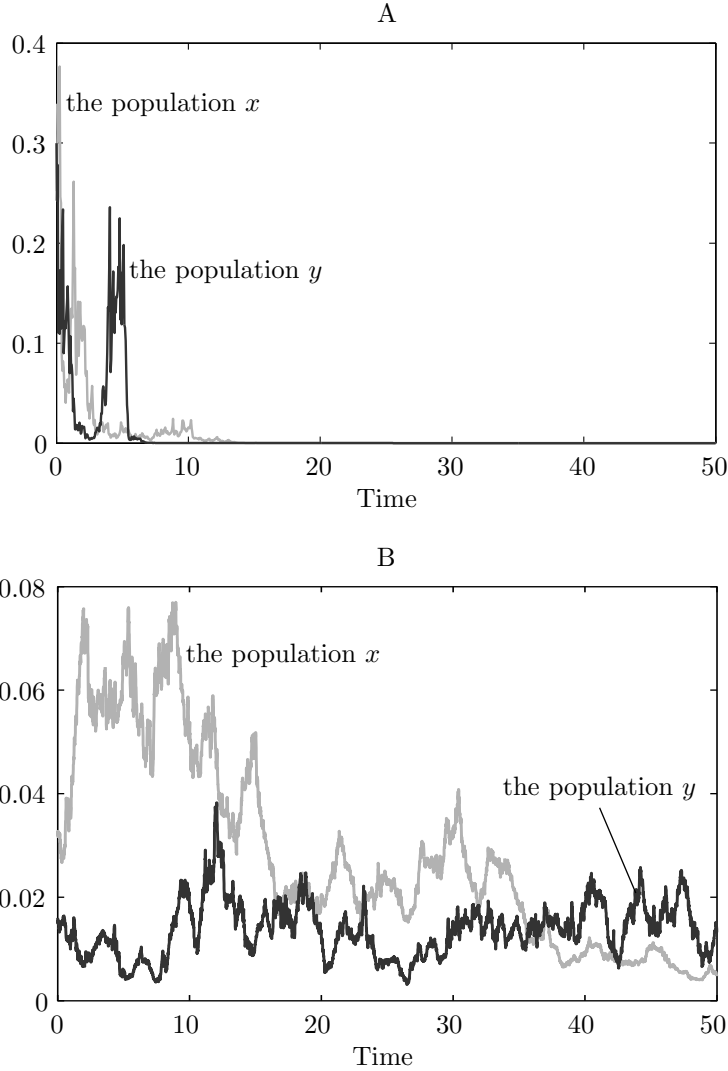 A
0.4
the population x
0.3
the population y
0.2
0.1
0
0 10 20 30 40 50
Time
B
0.08
the population x
0.06
the population y
0.04
0.02
0
0 10 20 30 40 50
Time